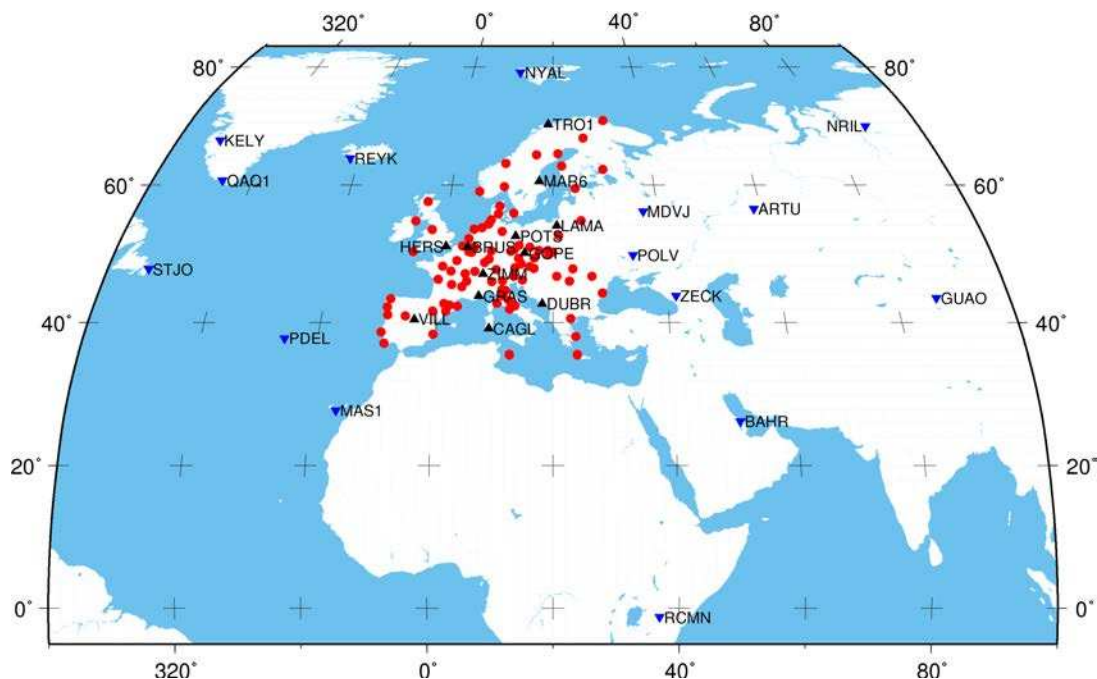 320˚ 0˚ 40˚ 80˚
80˚ 80˚
NYAL
TRO1
NRIL
KELY
REYK
60˚ 60˚
QAQ1
MAR6
MDVJ
ARTU
LAMA
POTS
HERS
BRUS
GOPE
POLV
STJO
ZIMM
ZECK
GUAO
GRAS
DUBR
VILL
40˚ 40˚
CAGL
PDEL
MAS1
BAHR
20˚ 20˚
0˚ 0˚
RCMN
320˚ 0˚ 40˚ 80˚